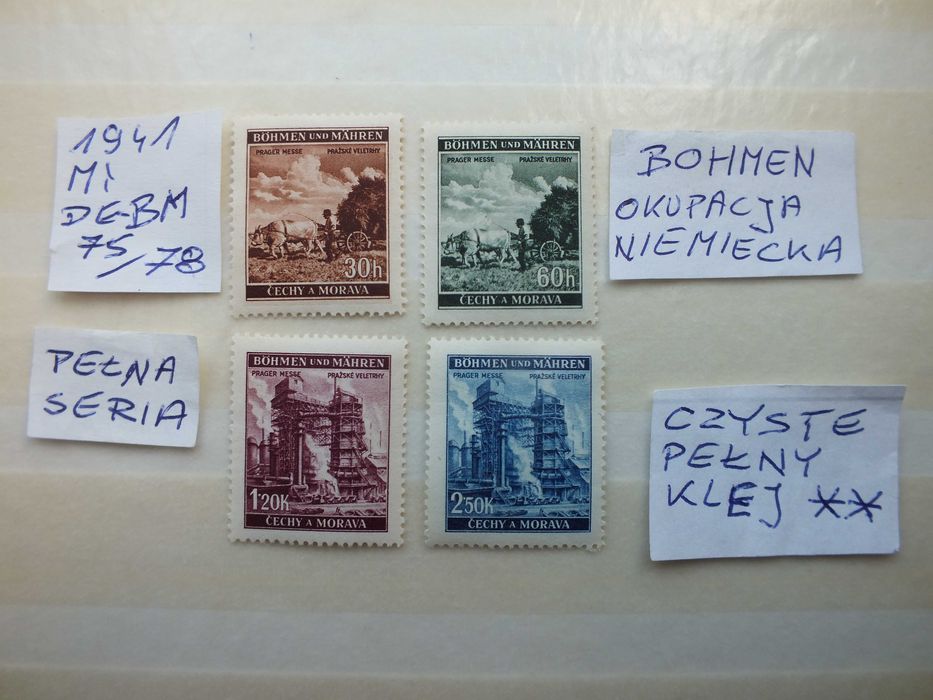 1941
Mi
DE-BM
75/78
BÖHMEN UND MÄHREN
PRAGER MESSE PRAŽSKÉ VELETRHY
30h
ČECHY A MORAVA
BÖHMEN UND MÄHREN
PRAGER MESSE PRAŽSKÉ VELETRHY
60h
ČECHY A MORAVA
BOHMEN
OKUPACJA
NIEMIECKA
PEŁNA
SERIA
BÖHMEN UND MÄHREN
PRAGER MESSE PRAŽSKÉ VELETRHY
1·20K
ČECHY A MORAVA
BÖHMEN UND MÄHREN
PRAGER MESSE PRAŽSKÉ VELETRHY
2·50K
ČECHY A MORAVA
CZYSTE
PEŁNY
KLEJ **